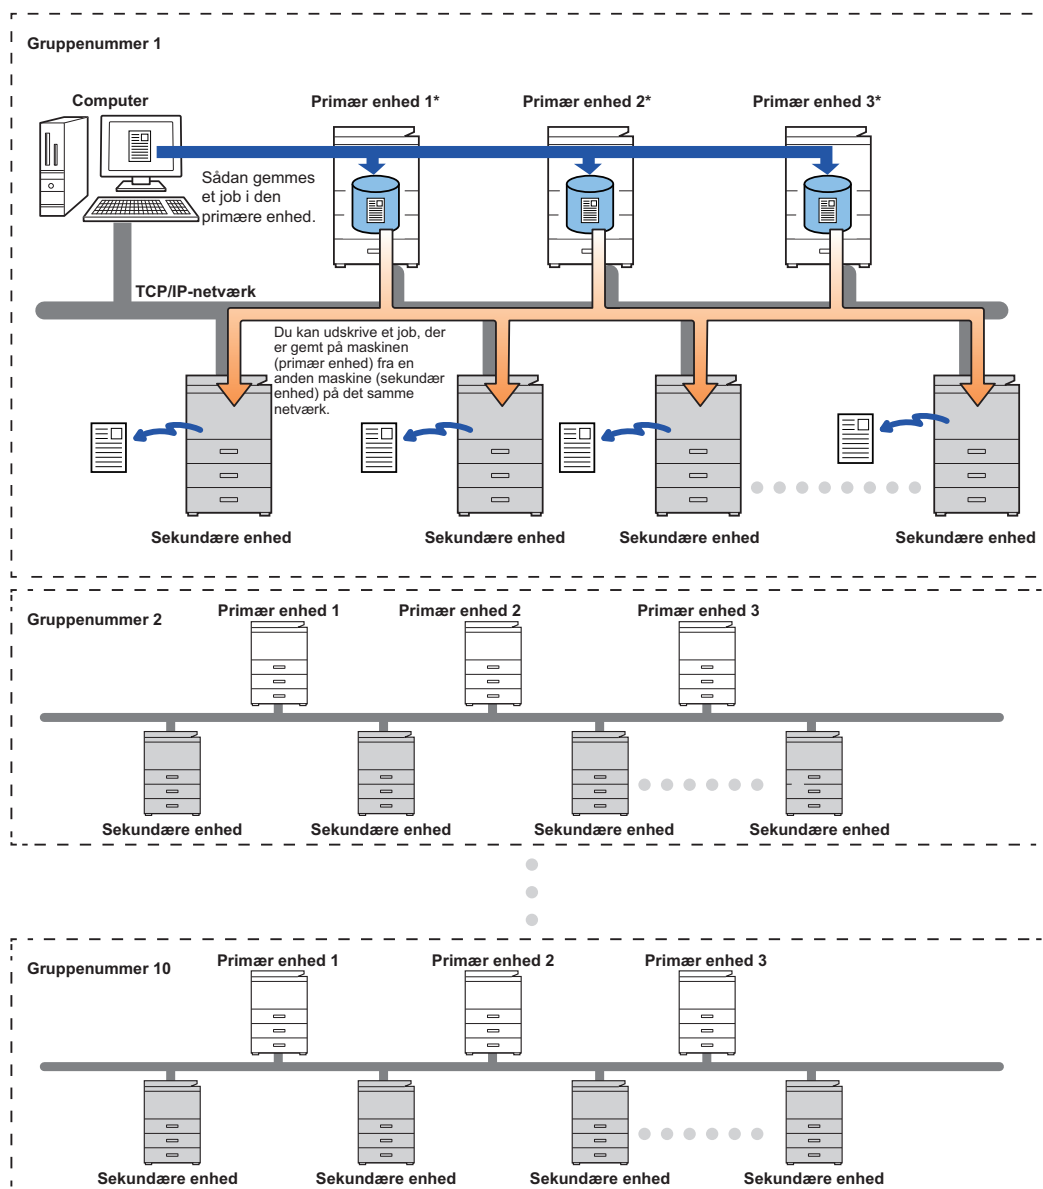 Gruppenummer 1
Computer
Primær enhed 1*
Primær enhed 2*
Primær enhed 3*
Sådan gemmes
et job i den
primære enhed.
TCP/IP-netværk
Du kan udskrive et job, der
er gemt på maskinen
(primær enhed) fra en
anden maskine (sekundær
enhed) på det samme
netværk.
Sekundære enhed
Sekundære enhed
Sekundære enhed
Sekundære enhed
Gruppenummer 2
Primær enhed 1
Primær enhed 2
Primær enhed 3
Sekundære enhed
Sekundære enhed
Sekundære enhed
Sekundære enhed
Gruppenummer 10
Primær enhed 1
Primær enhed 2
Primær enhed 3
Sekundære enhed
Sekundære enhed
Sekundære enhed
Sekundære enhed